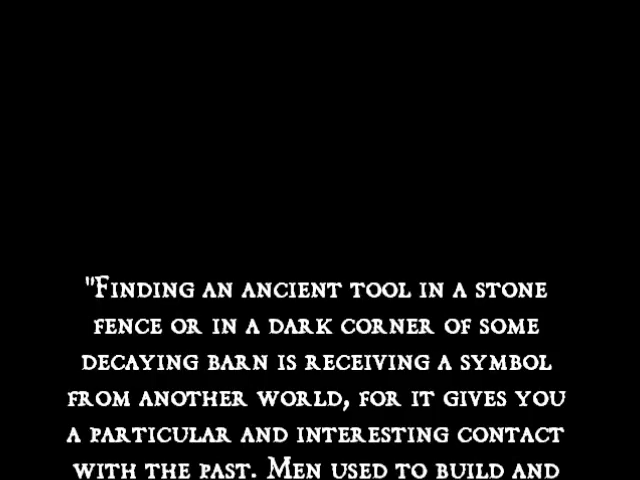 "Finding an ancient tool in a stone
fence or in a dark corner of some
decaying barn is receiving a symbol
from another world, for it gives you
a particular and interesting contact
with the past. Men used to build and